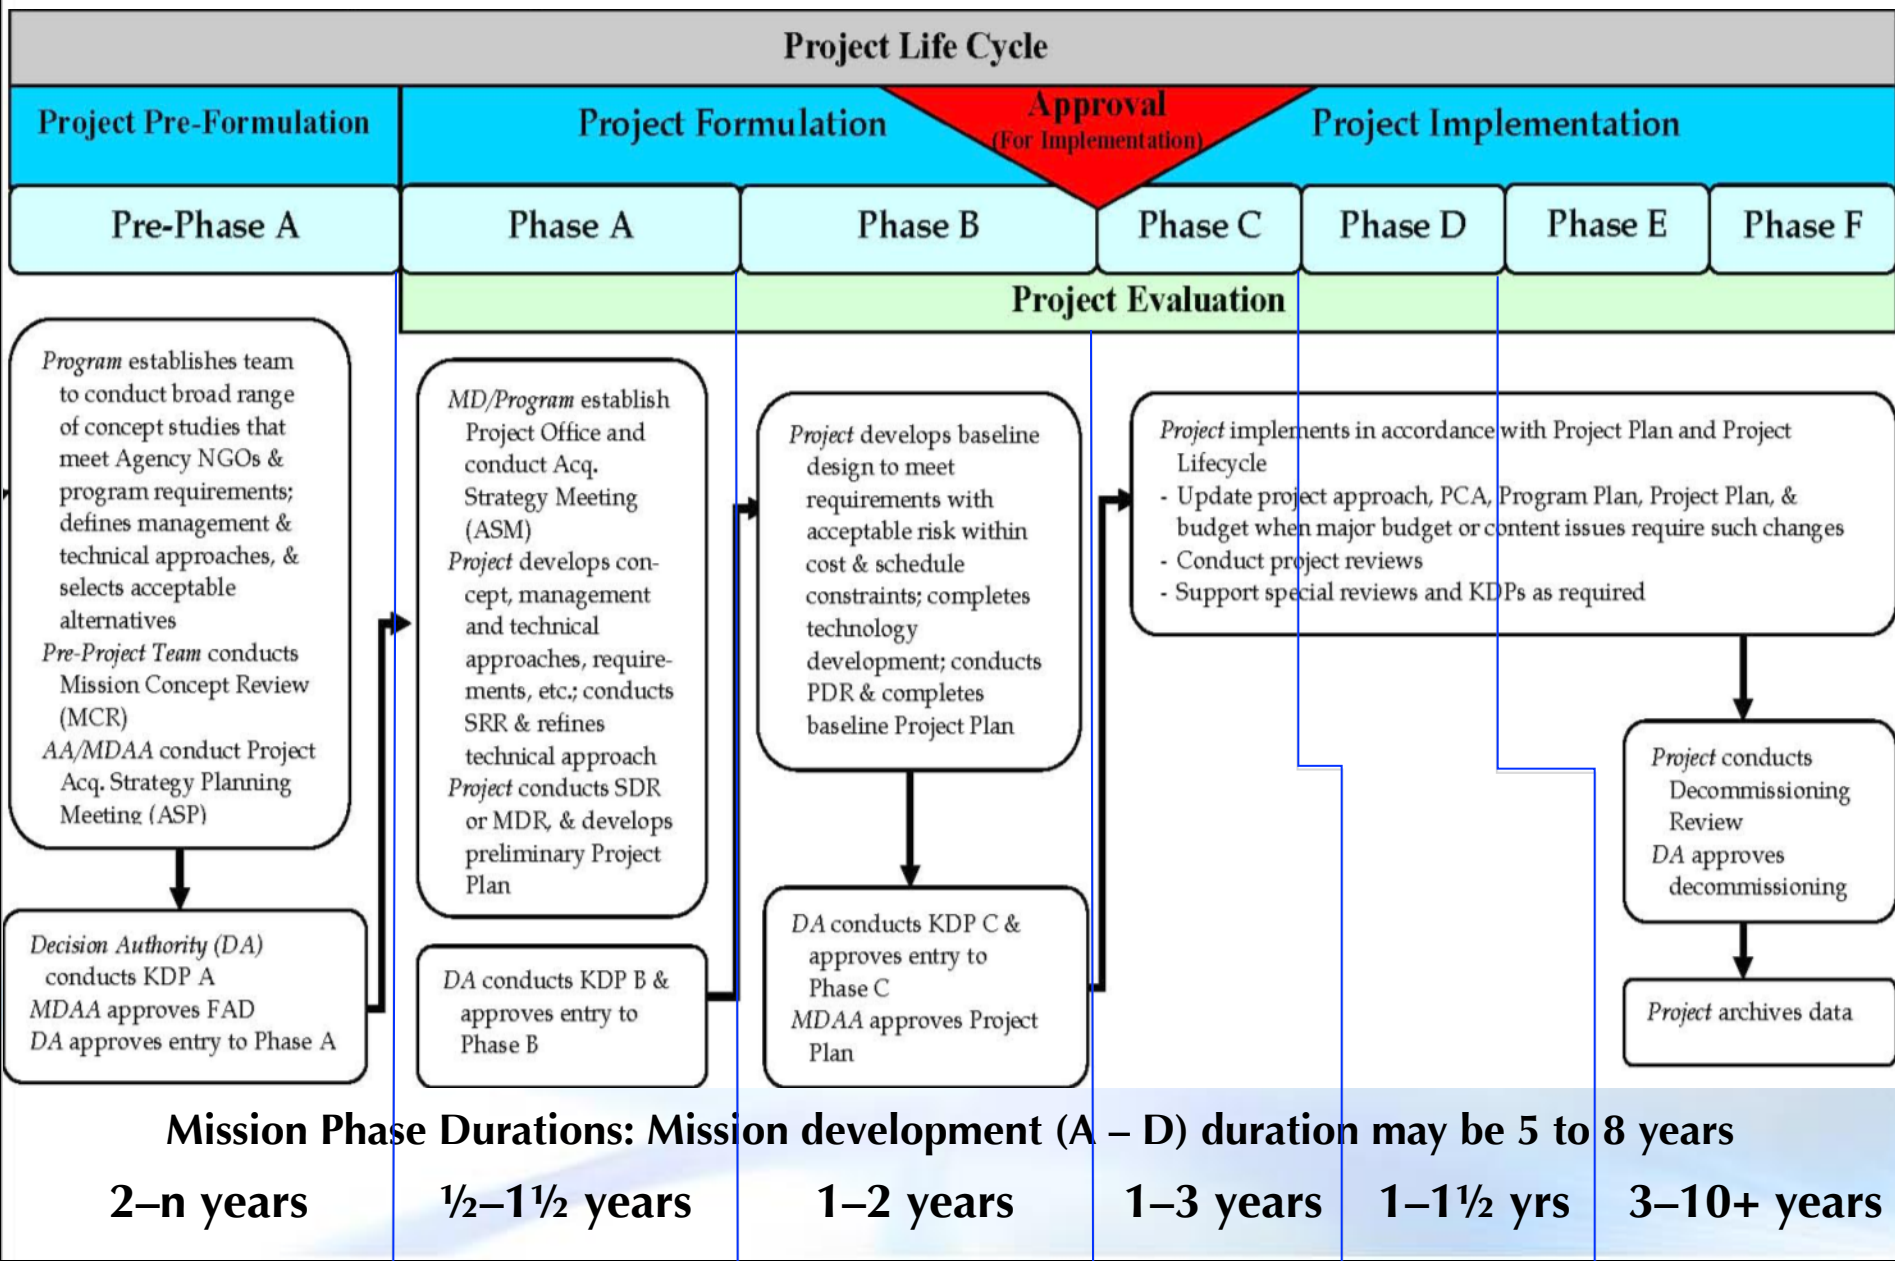 Project Life Cycle
Project Pre-Formulation
Project Formulation
Approval
(For Implementation)
Project Implementation
Pre-Phase A
Phase A
Phase B
Phase C
Phase D
Phase E
Phase F
Project Evaluation
Program establishes team
to conduct broad range
of concept studies that
meet Agency NGOs &
program requirements;
defines management &
technical approaches, &
selects acceptable
alternatives
Pre-Project Team conducts
Mission Concept Review
(MCR)
AA/MDAA conduct Project
Acq. Strategy Planning
Meeting (ASP)
Decision Authority (DA)
conducts KDP A
MDAA approves FAD
DA approves entry to Phase A
MD/Program establish
Project Office and
conduct Acq.
Strategy Meeting
(ASM)
Project develops con-
cept, management
and technical
approaches, require-
ments, etc.; conducts
SRR & refines
technical approach
Project conducts SDR
or MDR, & develops
preliminary Project
Plan
DA conducts KDP B &
approves entry to
Phase B
Project develops baseline
design to meet
requirements with
acceptable risk within
cost & schedule
constraints; completes
technology
development; conducts
PDR & completes
baseline Project Plan
DA conducts KDP C &
approves entry to
Phase C
MDAA approves Project
Plan
Project implements in accordance with Project Plan and Project
Lifecycle
- Update project approach, PCA, Program Plan, Project Plan, &
budget when major budget or content issues require such changes
- Conduct project reviews
- Support special reviews and KDPs as required
Project conducts
Decommissioning
Review
DA approves
decommissioning
Project archives data
Mission Phase Durations: Mission development (A – D) duration may be 5 to 8 years
2–n years
½–1½ years
1–2 years
1–3 years
1–1½ yrs
3–10+ years